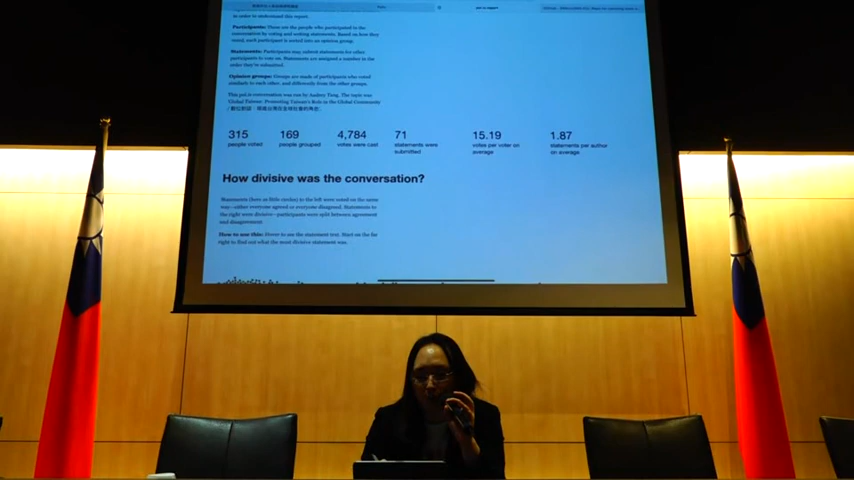 in order to understand this report.
Participants: These are the people who participated in the
conversation by voting and writing statements. Based on how they
voted, each participant is sorted into an opinion group.
Statements: Participants may submit statements for other
participants to vote on. Statements are assigned a number in the
order they're submitted.
Opinion groups: Groups are made of participants who voted
similarly to each other, and differently from the other groups.
This pol.is conversation was run by Audrey Tang. The topic was
Global Taiwan: Promoting Taiwan's Role in the Global Community
315 169 4,784 71 15.19 1.87
people voted people grouped votes were cast statements were submitted votes per voter on average statements per author on average
How divisive was the conversation?
Statements (here as little circles) to the left were voted on the same
way—either everyone agreed or everyone disagreed. Statements to
the right were divisive—participants were split between agreement
and disagreement.
How to use this: Hover to see the statement text. Start on the far
right to find out what the most divisive statement was.